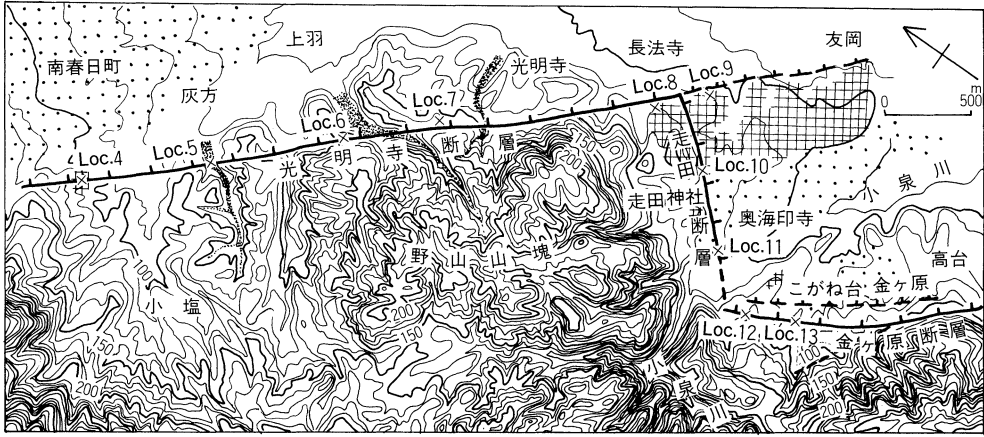 上羽
長法寺
友岡
南春日町
光明寺
灰方
m
0 500
Loc.4
Loc.5
Loc.6
Loc.7
Loc.8
Loc.9
光明寺断層
走田断層
Loc.10
小泉川
走田神社
奥海印寺
Loc.11
野山山塊
高台
100
小塩
こがね台
金ヶ原
Loc.12
Loc.13
金ヶ原断層
100
150
150
150
200
200
200
小泉川